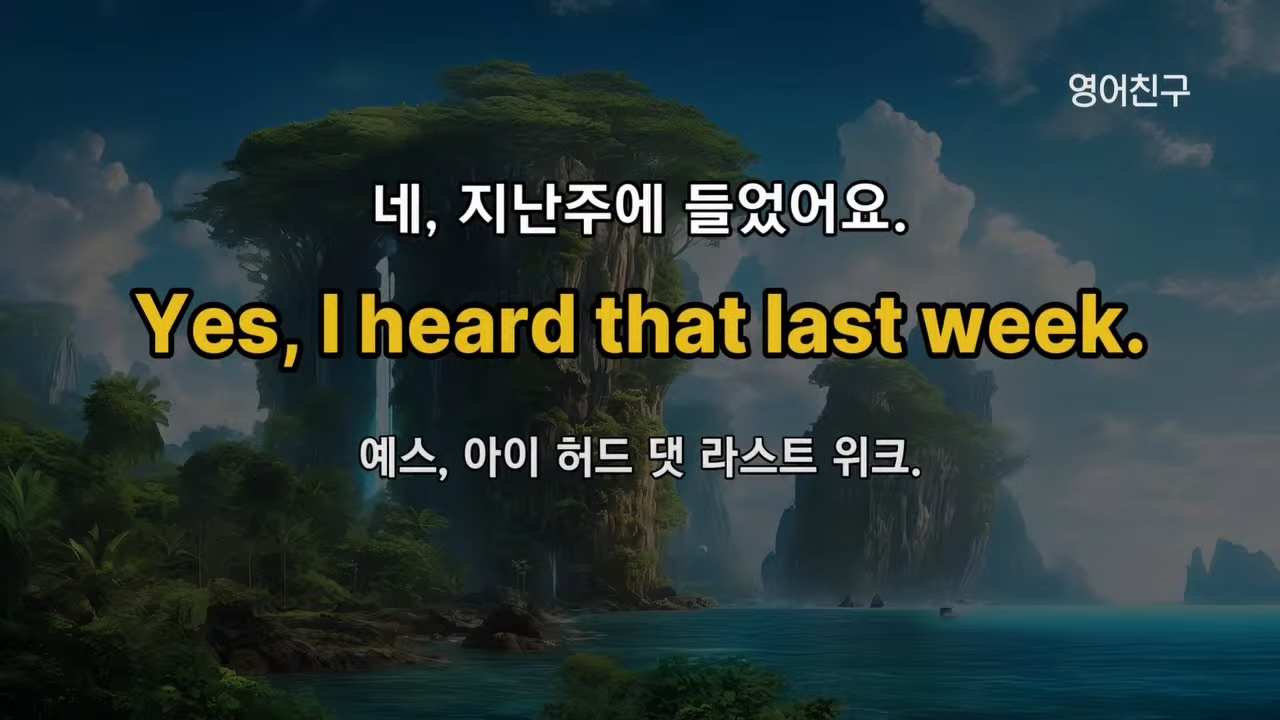 영어친구
네, 지난주에 들었어요.
Yes, I heard that last week.
예스, 아이 허드 댓 라스트 위크.